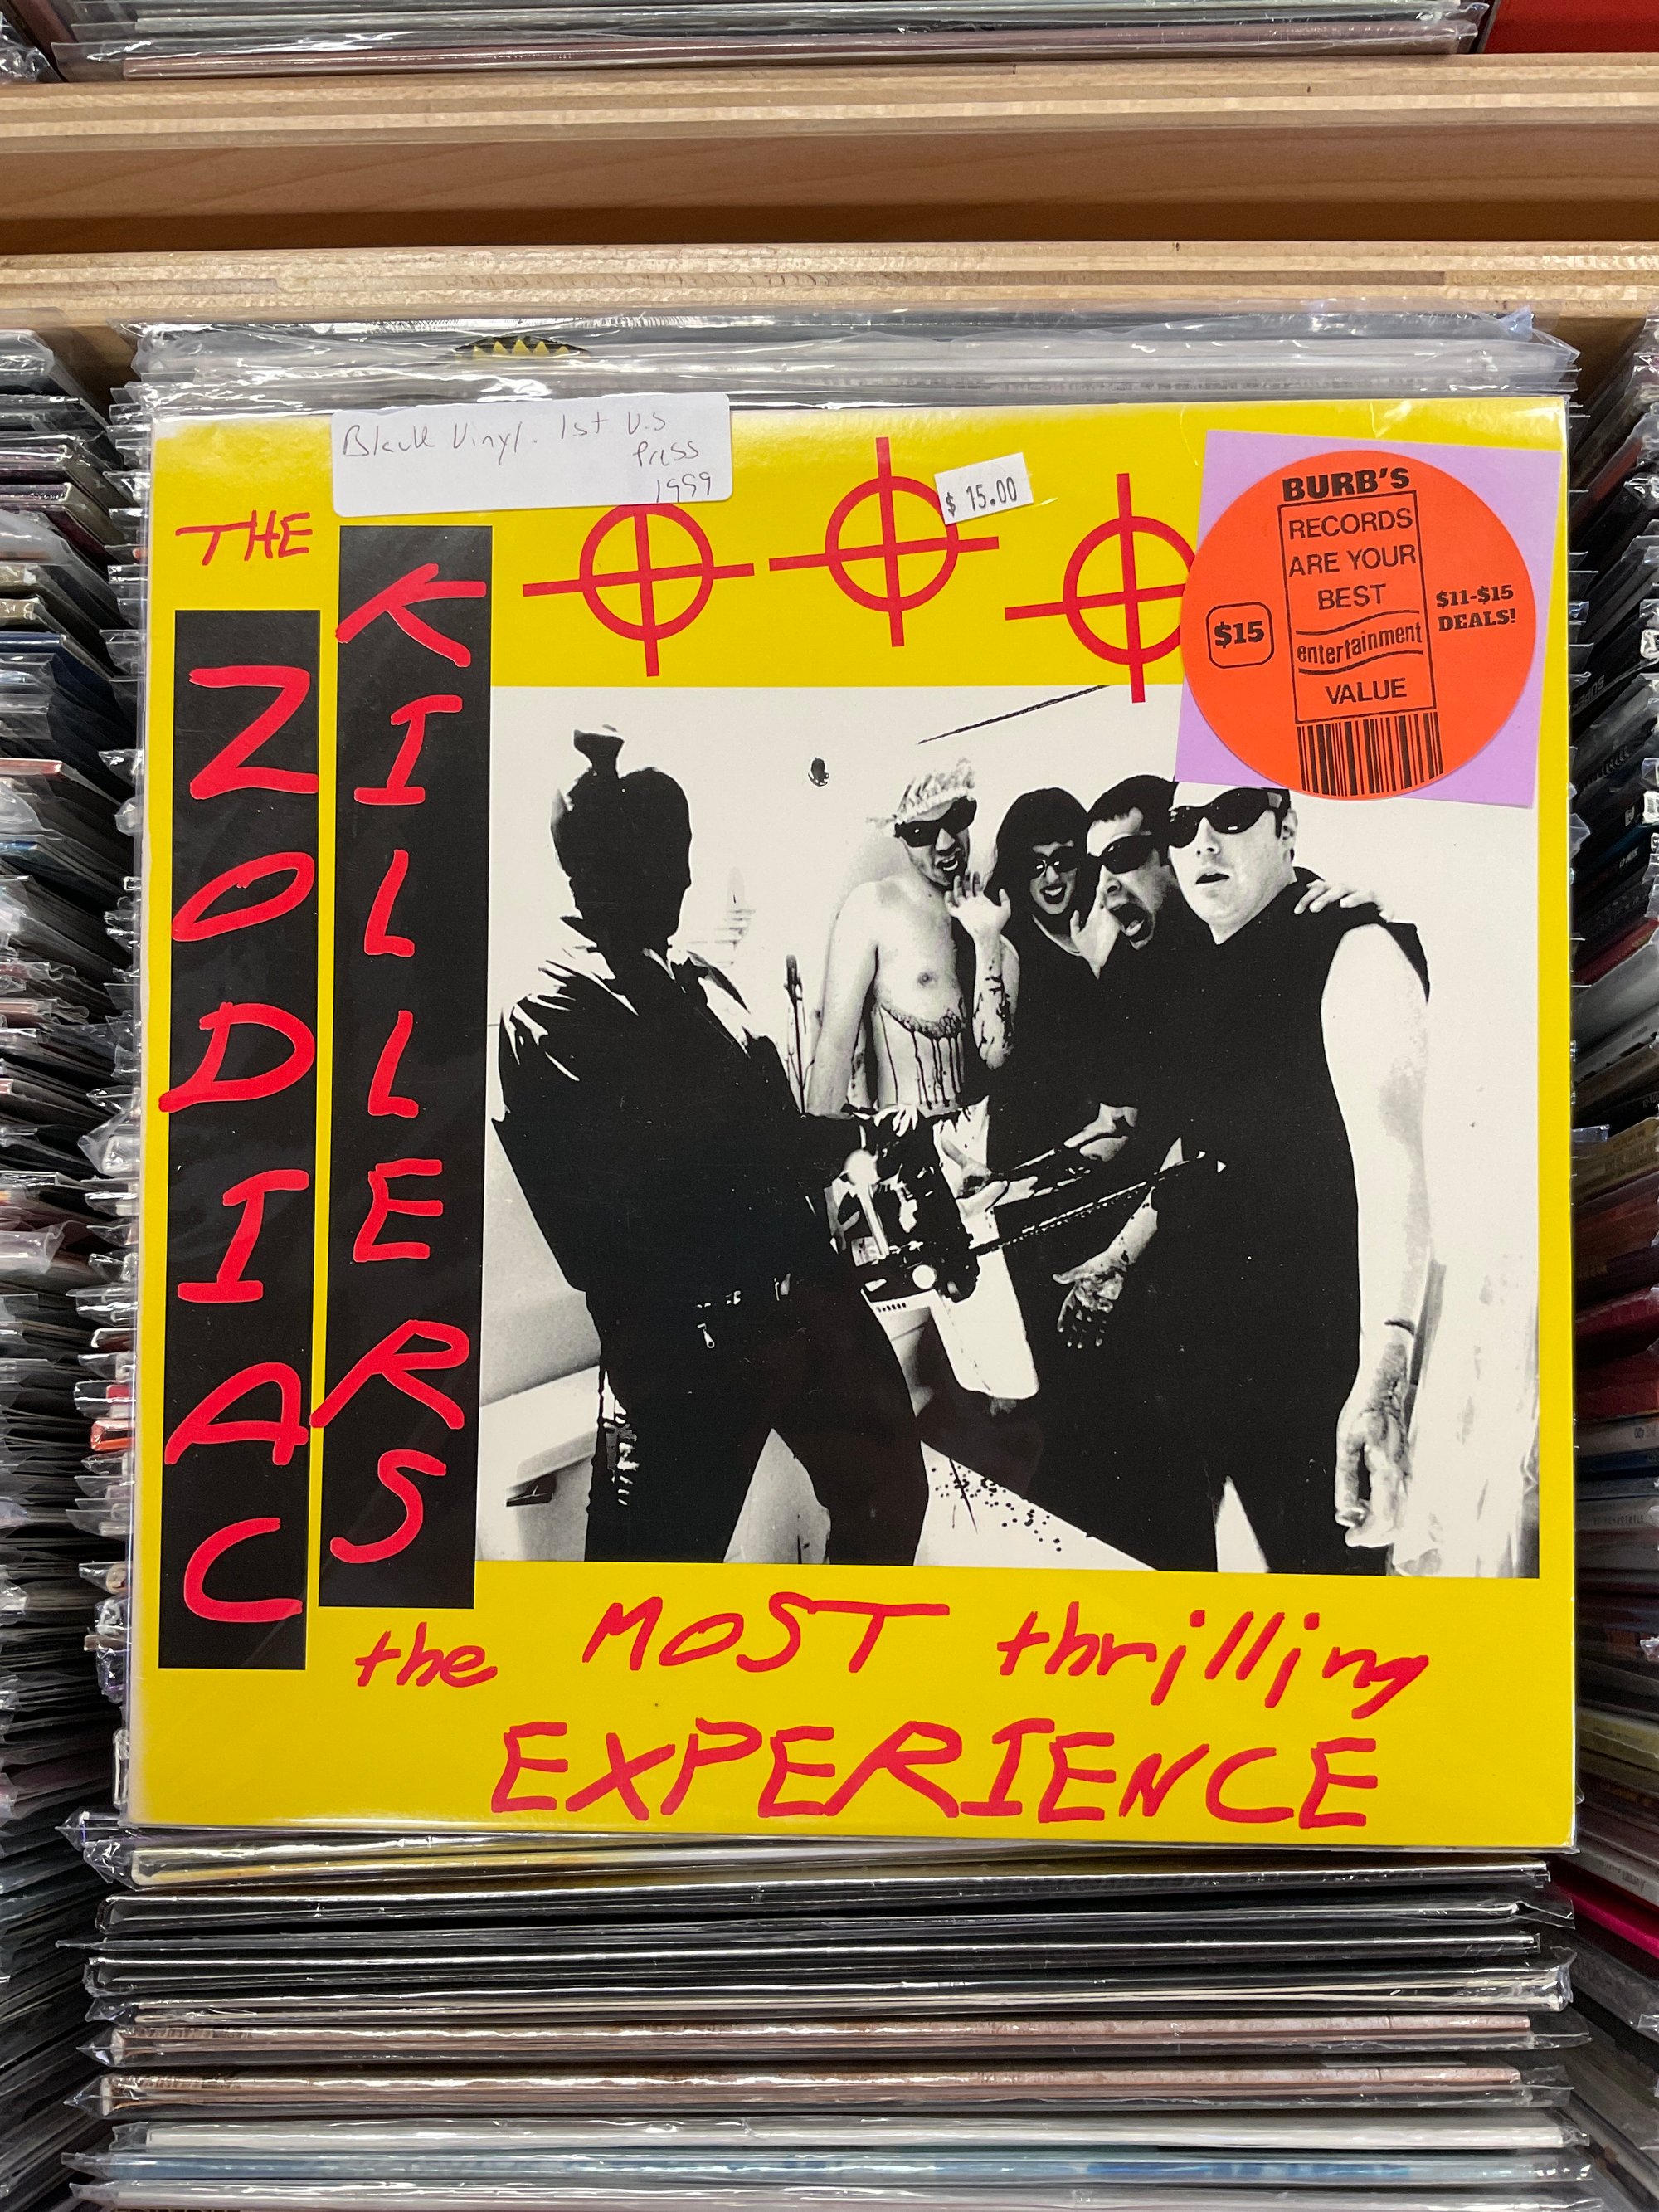 Black Vinyl. 1st U.S
Press
1999
$ 15.00
BURB'S
RECORDS
ARE YOUR
BEST
entertainment
VALUE
$15
$11-$15
DEALS!
THE
ZODIAC
KILLERS
the MOST thrilling
EXPERIENCE